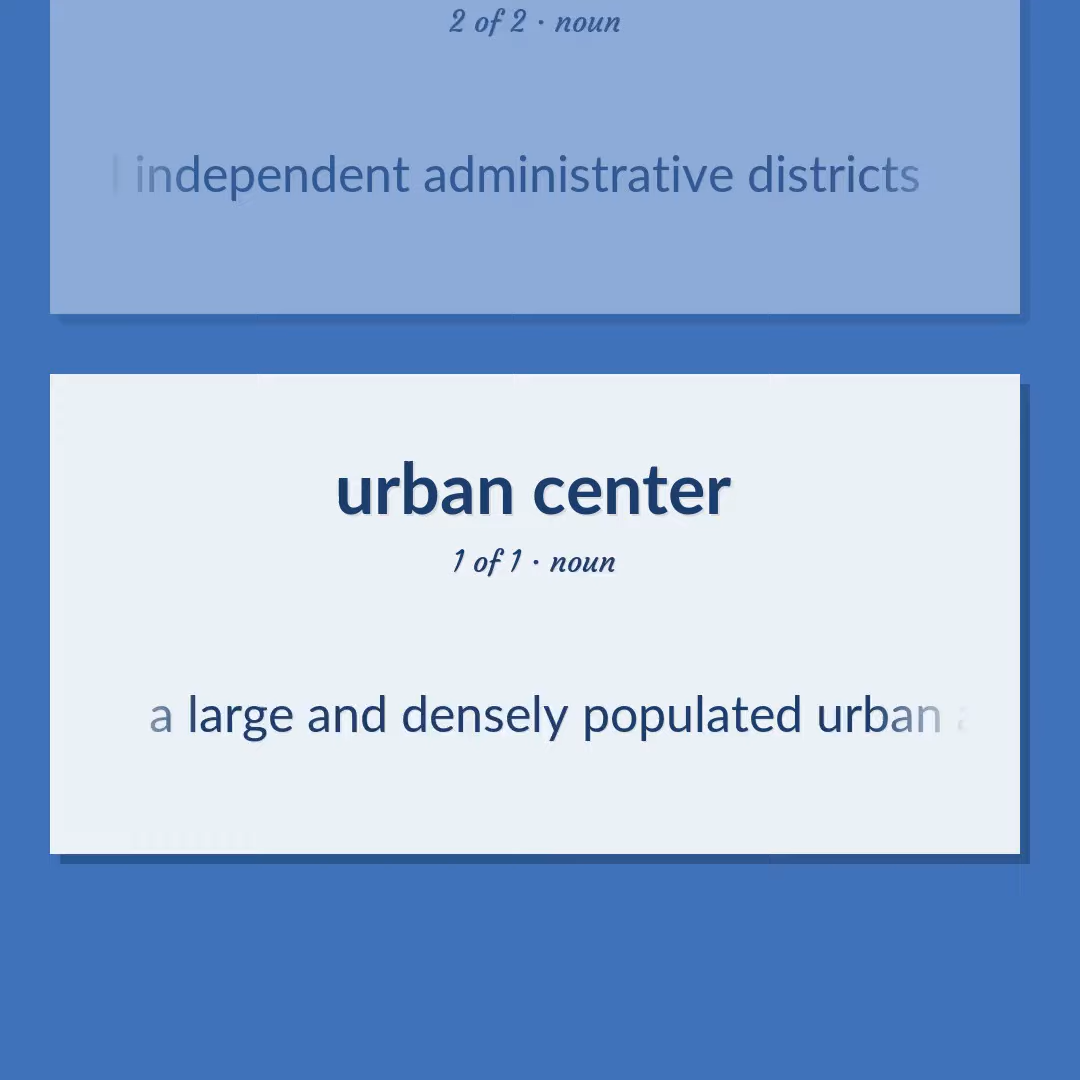 2 of 2 · noun
independent administrative districts
urban center
1 of 1 · noun
a large and densely populated urban